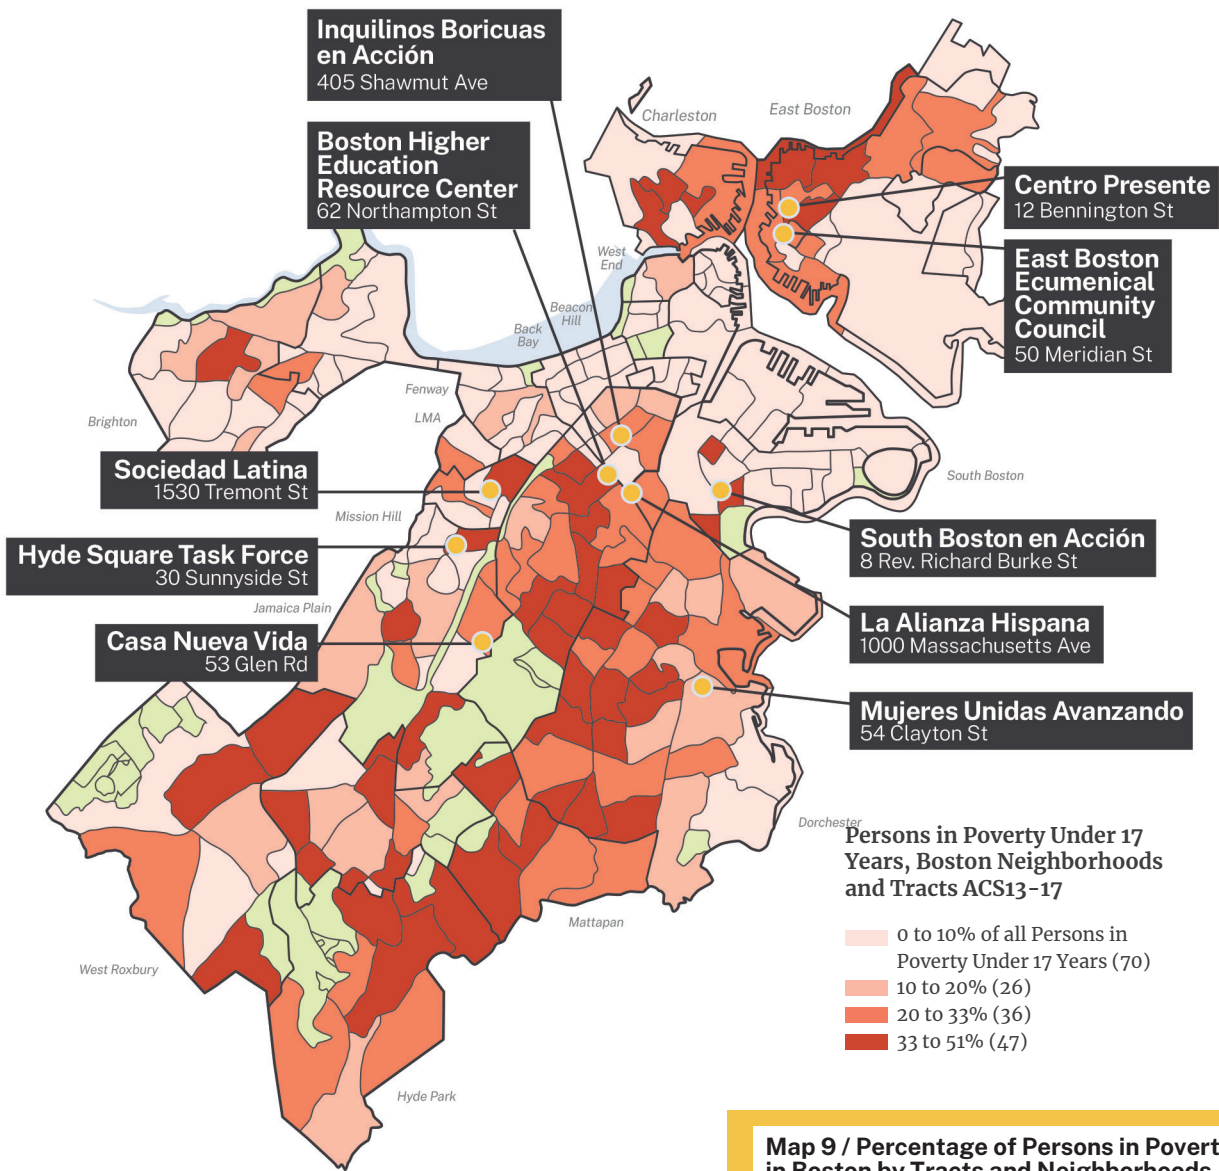 Inquilinos Boricuas
en Acción
405 Shawmut Ave
Boston Higher
Education
Resource Center
62 Northampton St
Charleston
East Boston
Centro Presente
12 Bennington St
East Boston
Ecumenical
Community
Council
50 Meridian St
West
End
Beacon
Hill
Back
Bay
Fenway
LMA
Brighton
Sociedad Latina
1530 Tremont St
Mission Hill
South Boston
South Boston en Acción
8 Rev. Richard Burke St
Hyde Square Task Force
30 Sunnyside St
Jamaica Plain
La Alianza Hispana
1000 Massachusetts Ave
Casa Nueva Vida
53 Glen Rd
Mujeres Unidas Avanzando
54 Clayton St
Dorchester
Persons in Poverty Under 17
Years, Boston Neighborhoods
and Tracts ACS13-17
0 to 10% of all Persons in
Poverty Under 17 Years (70)
10 to 20% (26)
20 to 33% (36)
33 to 51% (47)
Mattapan
West Roxbury
Hyde Park
Map 9 / Percentage of Persons in Povert
in Boston by Tracts and Neighborhoods